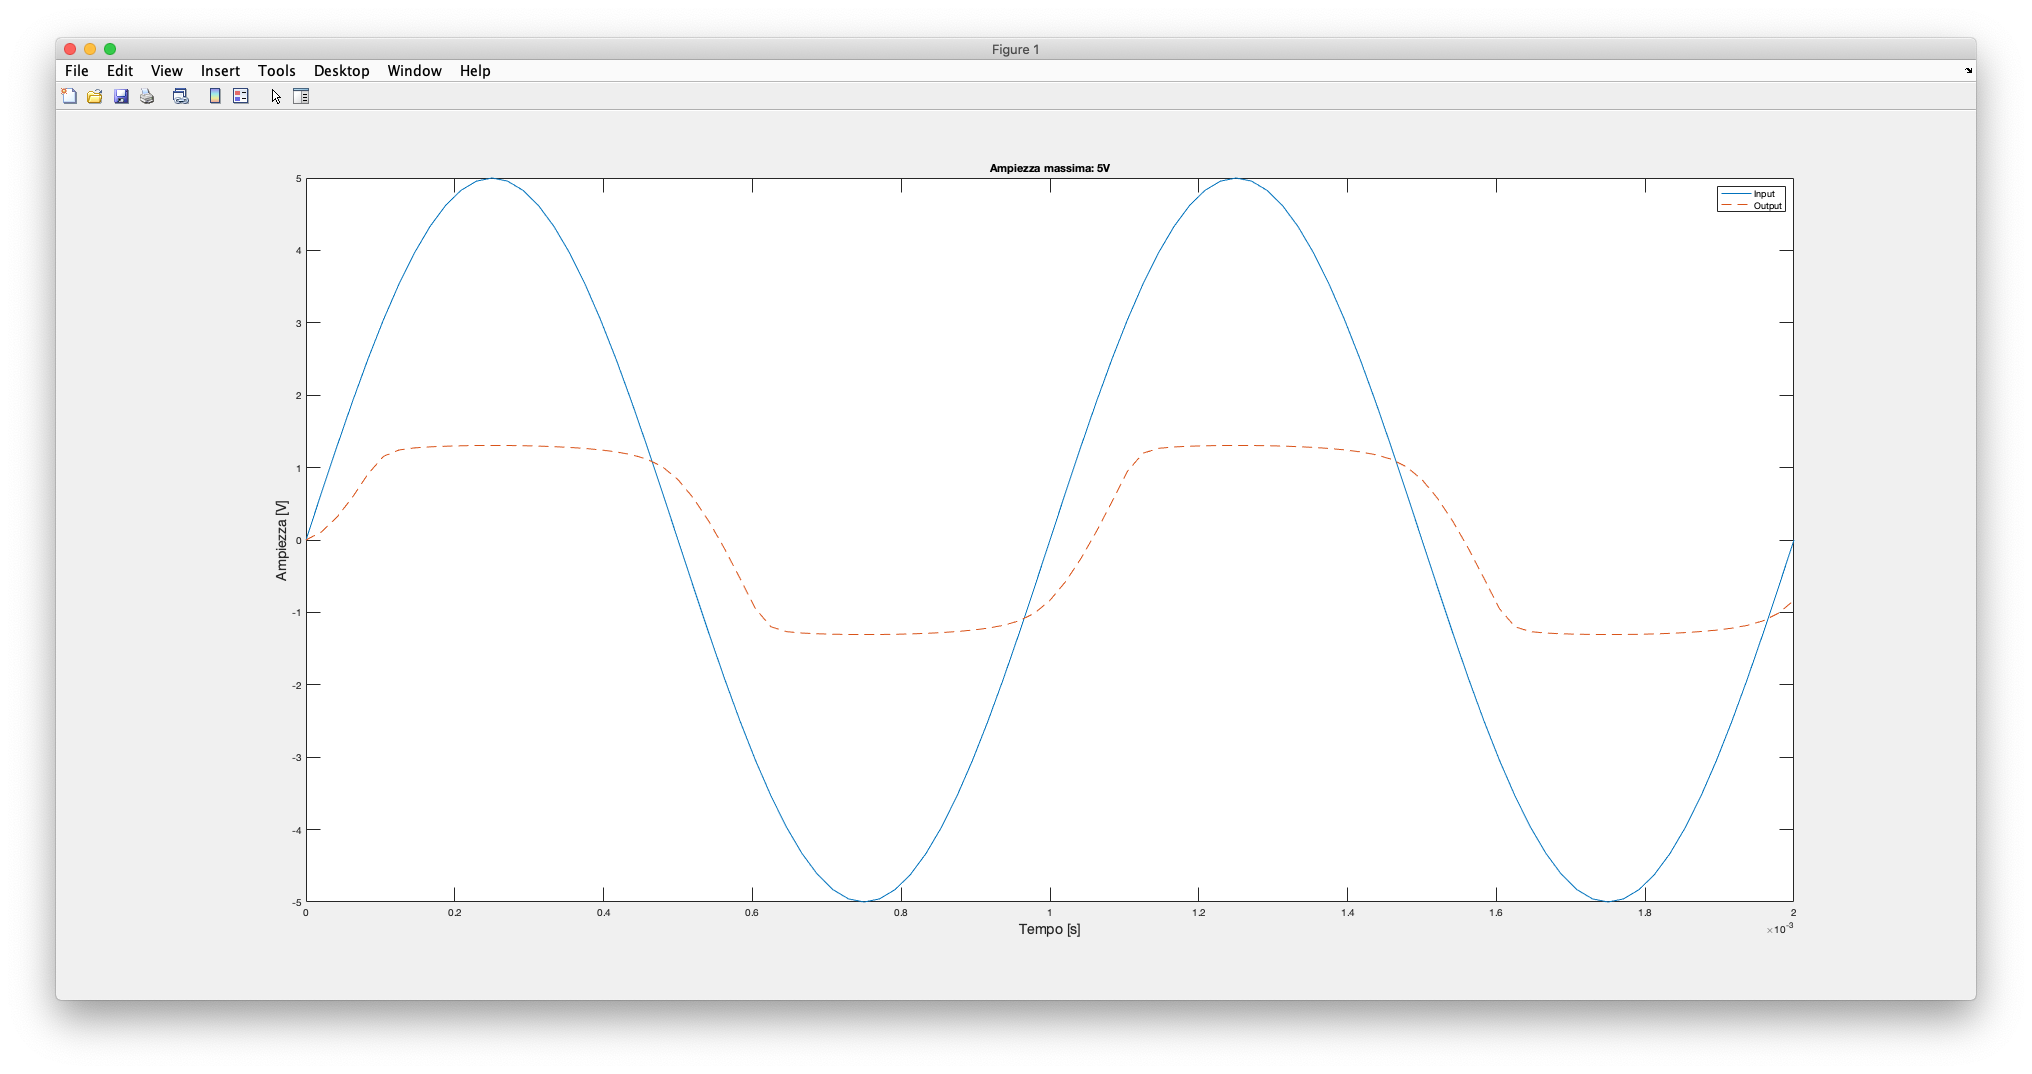 Figure 1
File Edit View Insert Tools Desktop Window Help
Ampiezza massima: 5V
Input
Output
5
4
3
2
1
0
-1
-2
-3
-4
-5
Ampiezza [V]
0 0.2 0.4 0.6 0.8 1 1.2 1.4 1.6 1.8 2
Tempo [s]
×10⁻³